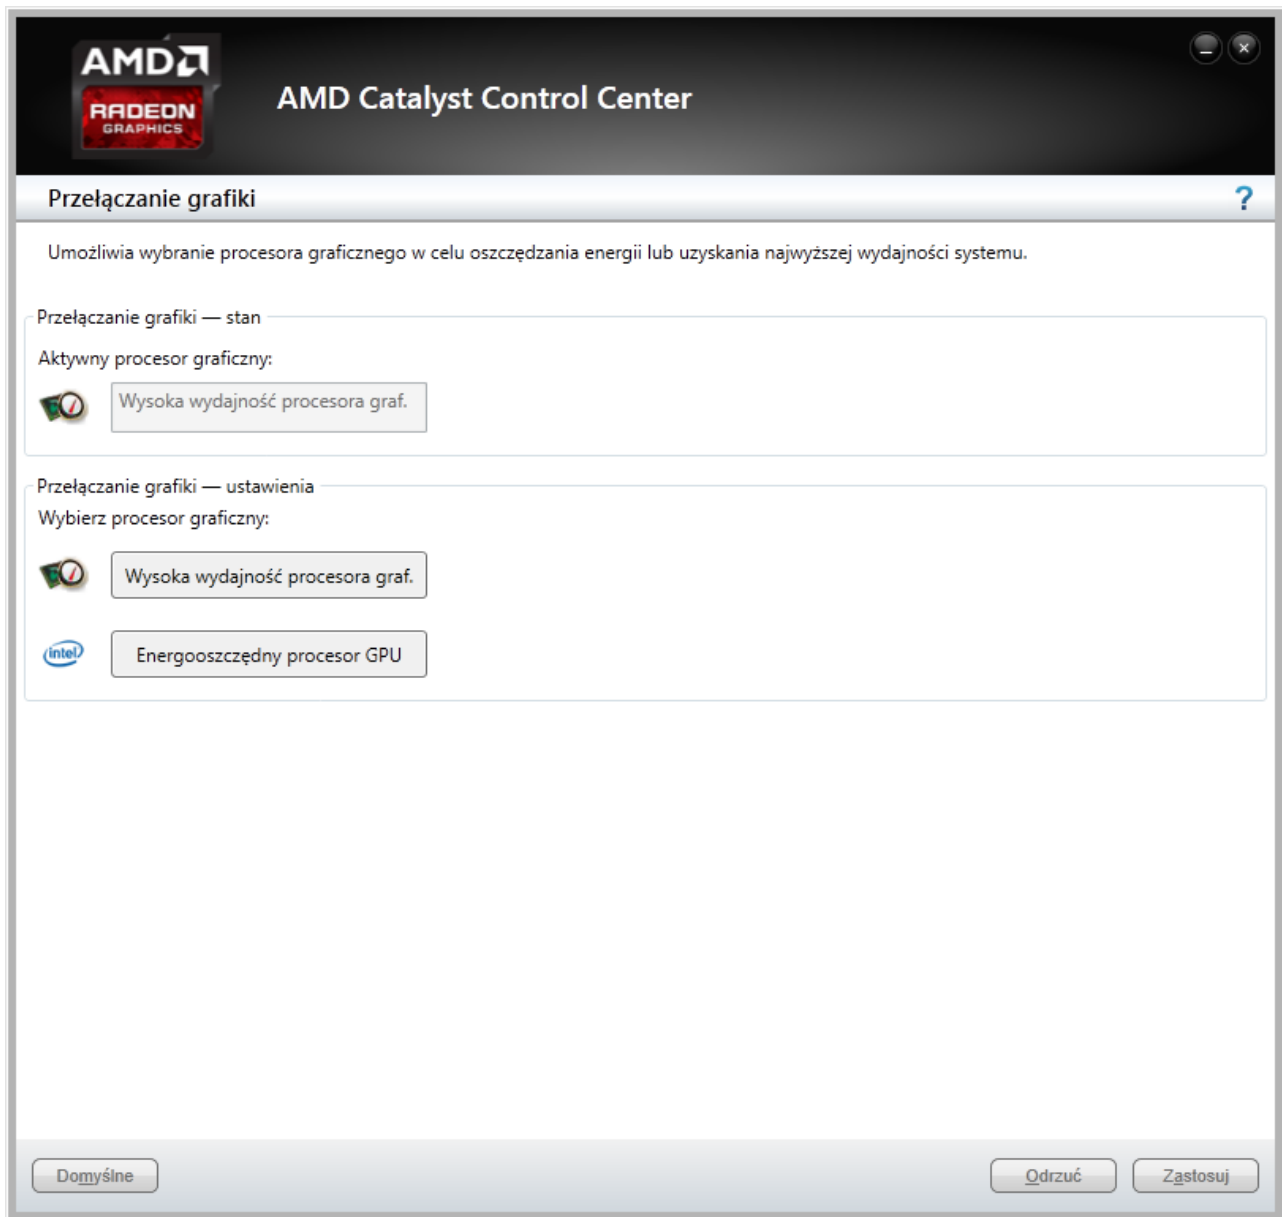 AMD
RADEON
GRAPHICS
AMD Catalyst Control Center
Przełączanie grafiki
?
Umożliwia wybranie procesora graficznego w celu oszczędzania energii lub uzyskania najwyższej wydajności systemu.
Przełączanie grafiki — stan
Aktywny procesor graficzny:
Wysoka wydajność procesora graf.
Przełączanie grafiki — ustawienia
Wybierz procesor graficzny:
Wysoka wydajność procesora graf.
intel
Energooszczędny procesor GPU
Domyślne
Odrzuć
Zastosuj